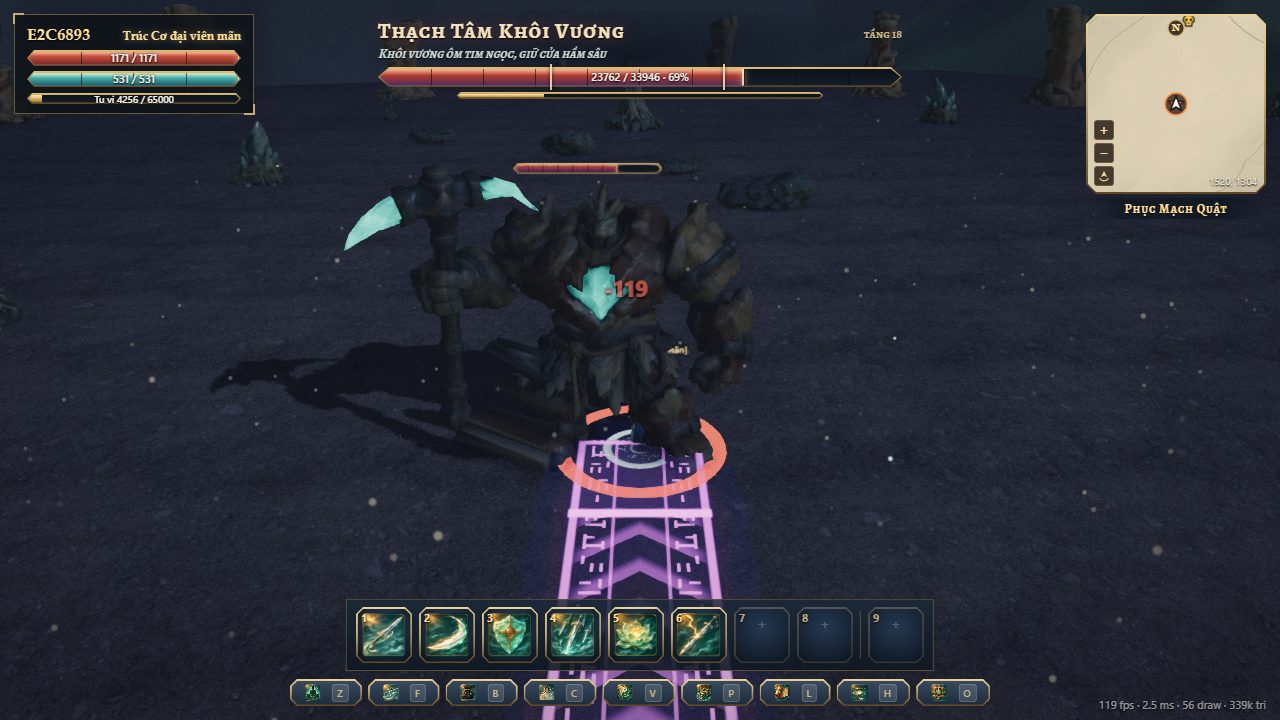 E2C6893
Trúc Cơ đại viên mãn
1171 / 1171
531 / 531
Tu vi 4256 / 65000
Thạch Tâm Khôi Vương
TẦNG 18
Khôi vương ôm tim ngọc, giữ cửa hầm sâu
23762 / 33946 · 69%
N
+
−
1520, 1304
Phục Mạch Quật
-119
1 2 3 4 5 6 7 8 9
+ + +
Z F B C V P L H O
119 fps · 2.5 ms · 56 draw · 339k tri